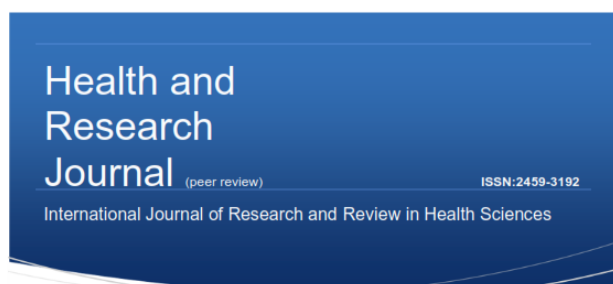 Health and
Research
Journal (peer review) ISSN:2459-3192
International Journal of Research and Review in Health Sciences